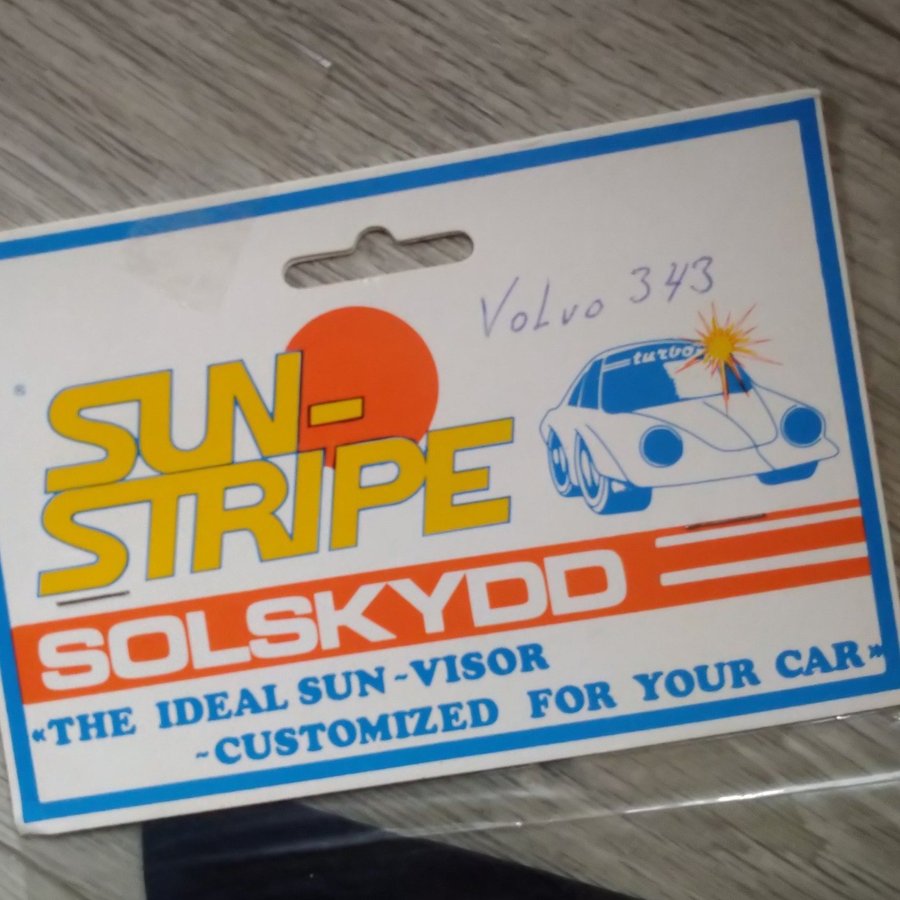 Volvo 343
turbo
®
SUN-
STRIPE
SOLSKYDD
«THE IDEAL SUN~VISOR
~CUSTOMIZED FOR YOUR CAR»